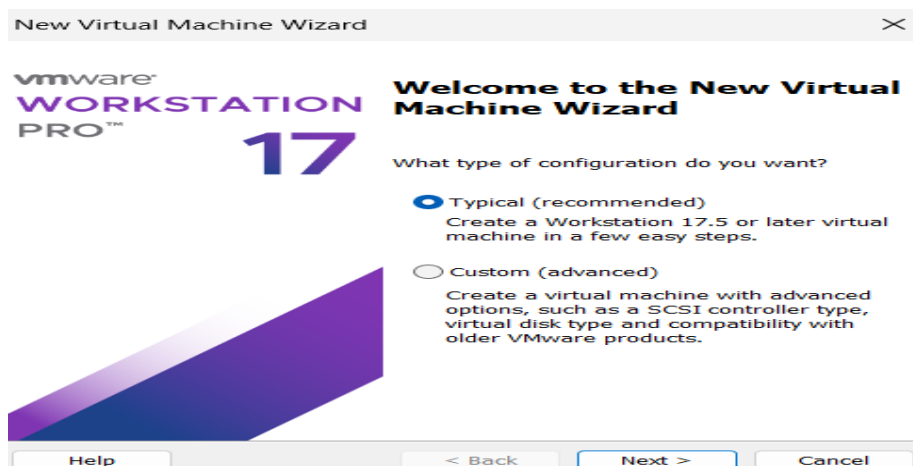 New Virtual Machine Wizard
vmware
WORKSTATION
PRO™
17
Welcome to the New Virtual
Machine Wizard
What type of configuration do you want?
Typical (recommended)
Create a Workstation 17.5 or later virtual
machine in a few easy steps.
Custom (advanced)
Create a virtual machine with advanced
options, such as a SCSI controller type,
virtual disk type and compatibility with
older VMware products.
Help
< Back
Next >
Cancel